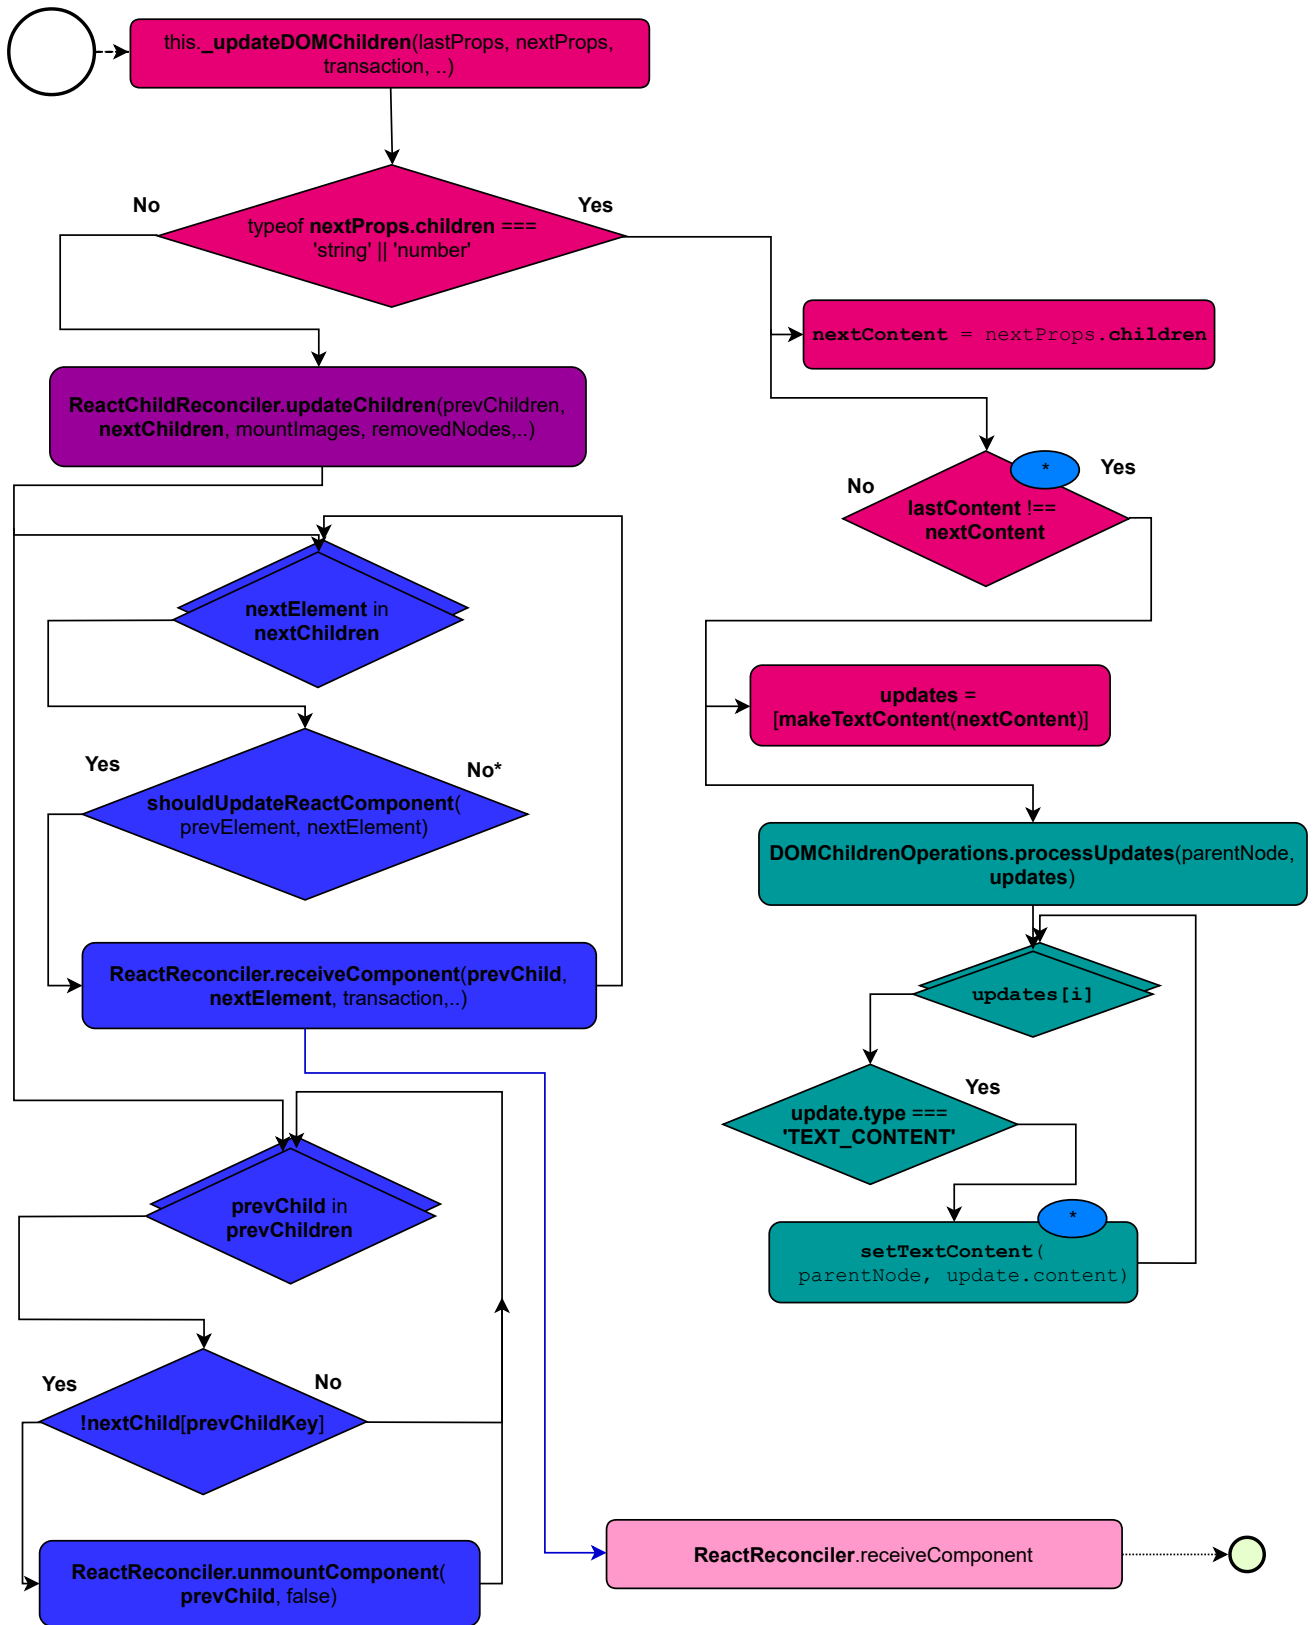 this._updateDOMChildren(lastProps, nextProps,
transaction, ..)
No
Yes
typeof nextProps.children ===
'string' || 'number'
nextContent = nextProps.children
ReactChildReconciler.updateChildren(prevChildren,
nextChildren, mountImages, removedNodes,..)
*
Yes
No
lastContent !==
nextContent
nextElement in
nextChildren
updates =
[makeTextContent(nextContent)]
Yes
No*
shouldUpdateReactComponent(
prevElement, nextElement)
DOMChildrenOperations.processUpdates(parentNode,
updates)
ReactReconciler.receiveComponent(prevChild,
nextElement, transaction,..)
updates[i]
Yes
update.type ===
'TEXT_CONTENT'
prevChild in
prevChildren
*
setTextContent(
parentNode, update.content)
Yes
No
!nextChild[prevChildKey]
ReactReconciler.unmountComponent(
prevChild, false)
ReactReconciler.receiveComponent